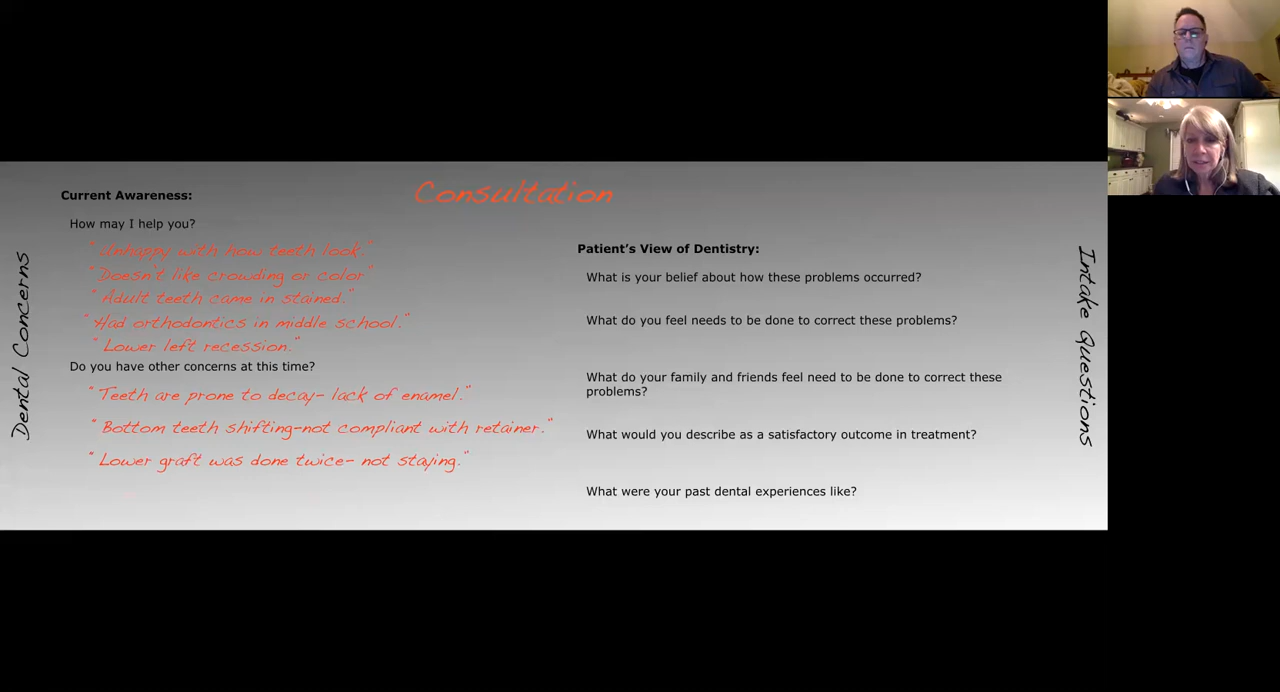 Consultation
Dental Concerns
Current Awareness:
How may I help you?
"Unhappy with how teeth look."
"Doesn't like crowding or color"
"Adult teeth came in stained."
"Had orthodontics in middle school."
"Lower left recession."
Do you have other concerns at this time?
"Teeth are prone to decay- lack of enamel."
"Bottom teeth shifting-not compliant with retainer."
"Lower graft was done twice- not staying."
Patient's View of Dentistry:
What is your belief about how these problems occurred?
What do you feel needs to be done to correct these problems?
What do your family and friends feel need to be done to correct these
problems?
What would you describe as a satisfactory outcome in treatment?
What were your past dental experiences like?
Intake Questions